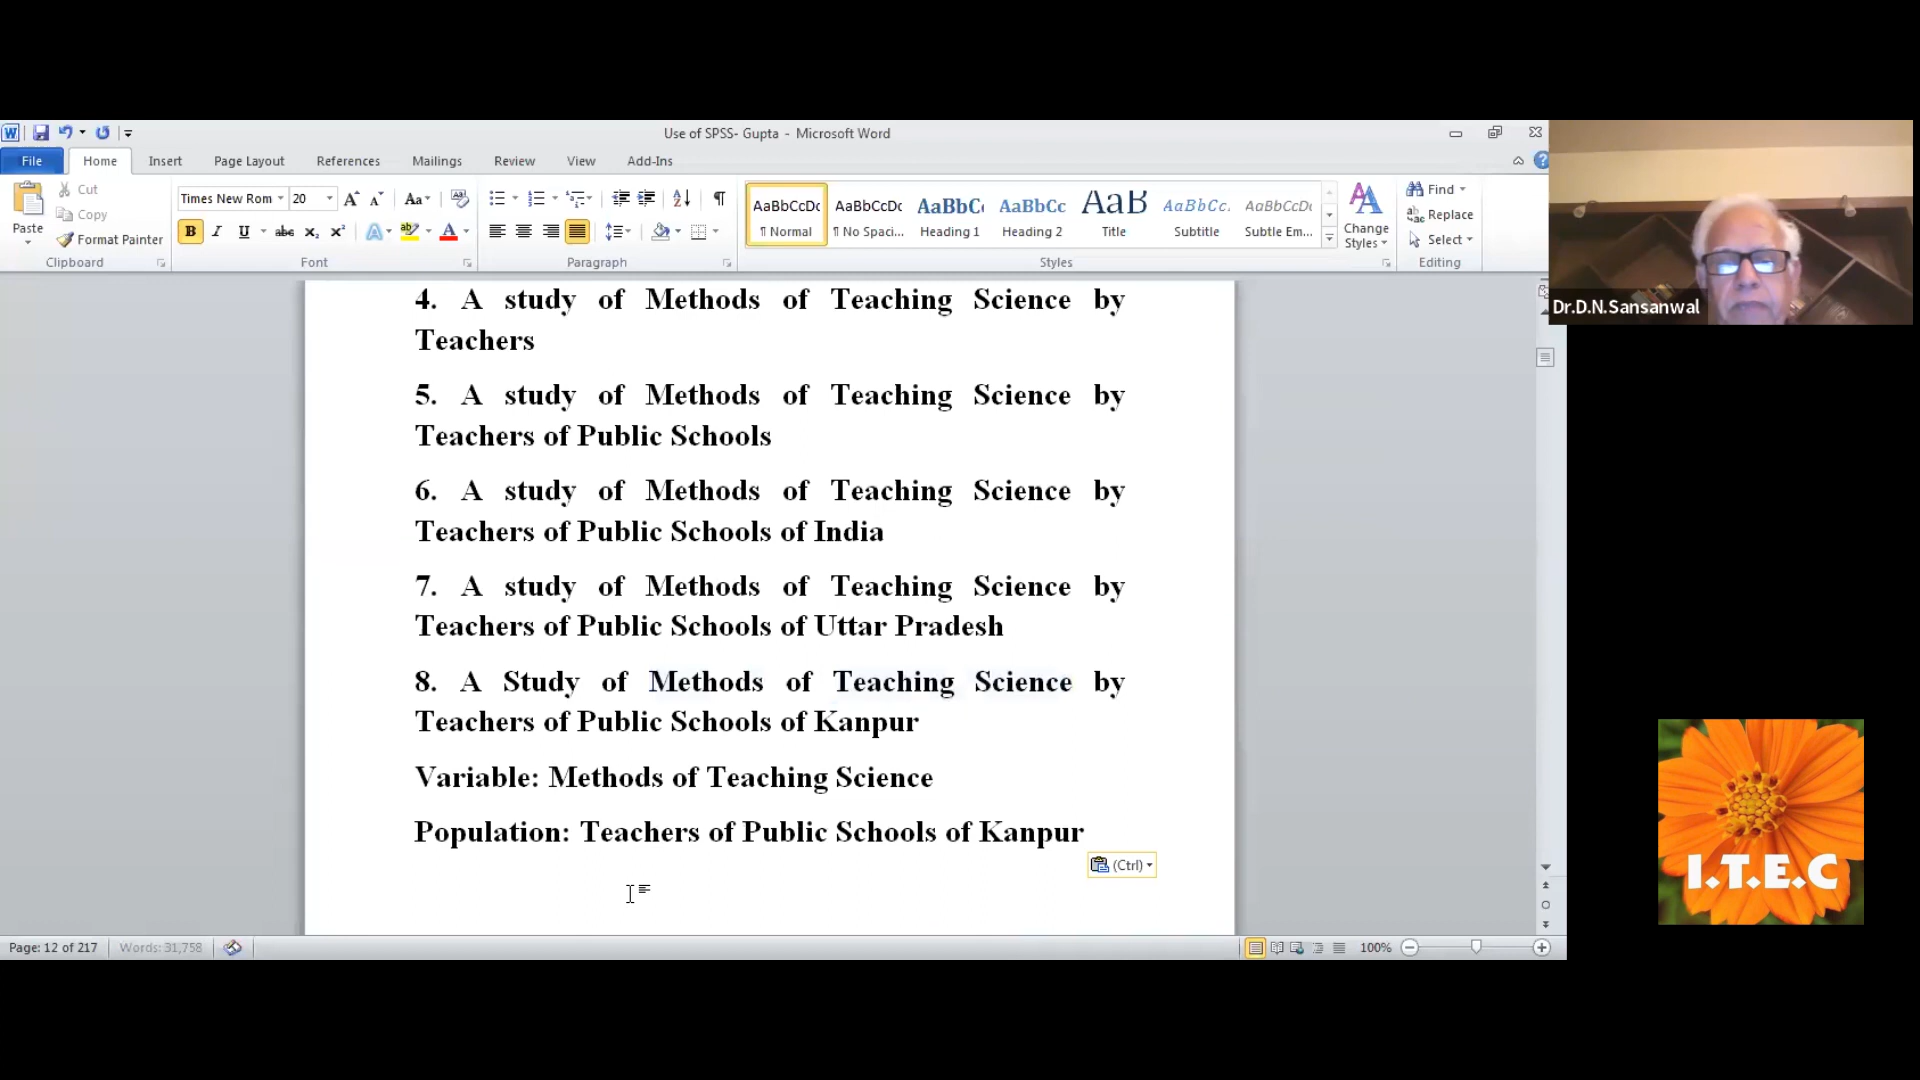 Use of SPSS- Gupta - Microsoft Word
File Home Insert Page Layout References Mailings Review View Add-Ins
Paste
Cut
Copy
Format Painter
Clipboard
Times New Rom 20
Font
Paragraph
AaBbCcDc AaBbCcDc AaBbC AaBbCc AaB AaBbCc. AaBbCcDc
¶ Normal ¶ No Spaci... Heading 1 Heading 2 Title Subtitle Subtle Em...
Styles
Change
Styles
Find
Replace
Select
Editing
Dr.D.N.Sansanwal
4. A study of Methods of Teaching Science by
Teachers
5. A study of Methods of Teaching Science by
Teachers of Public Schools
6. A study of Methods of Teaching Science by
Teachers of Public Schools of India
7. A study of Methods of Teaching Science by
Teachers of Public Schools of Uttar Pradesh
8. A Study of Methods of Teaching Science by
Teachers of Public Schools of Kanpur
Variable: Methods of Teaching Science
Population: Teachers of Public Schools of Kanpur
(Ctrl)
I.T.E.C
Page: 12 of 217 Words: 31,758 100%